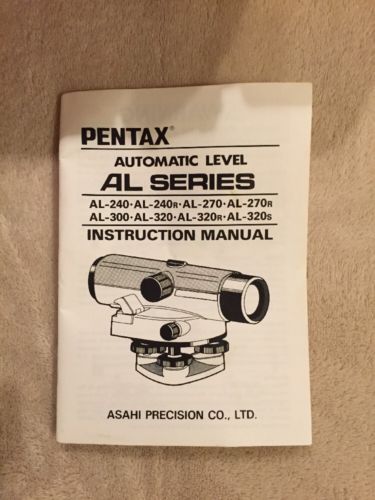 PENTAX®
AUTOMATIC LEVEL
AL SERIES
AL-240·AL-240R·AL-270·AL-270R
AL-300·AL-320·AL-320R·AL-320S
INSTRUCTION MANUAL
ASAHI PRECISION CO., LTD.